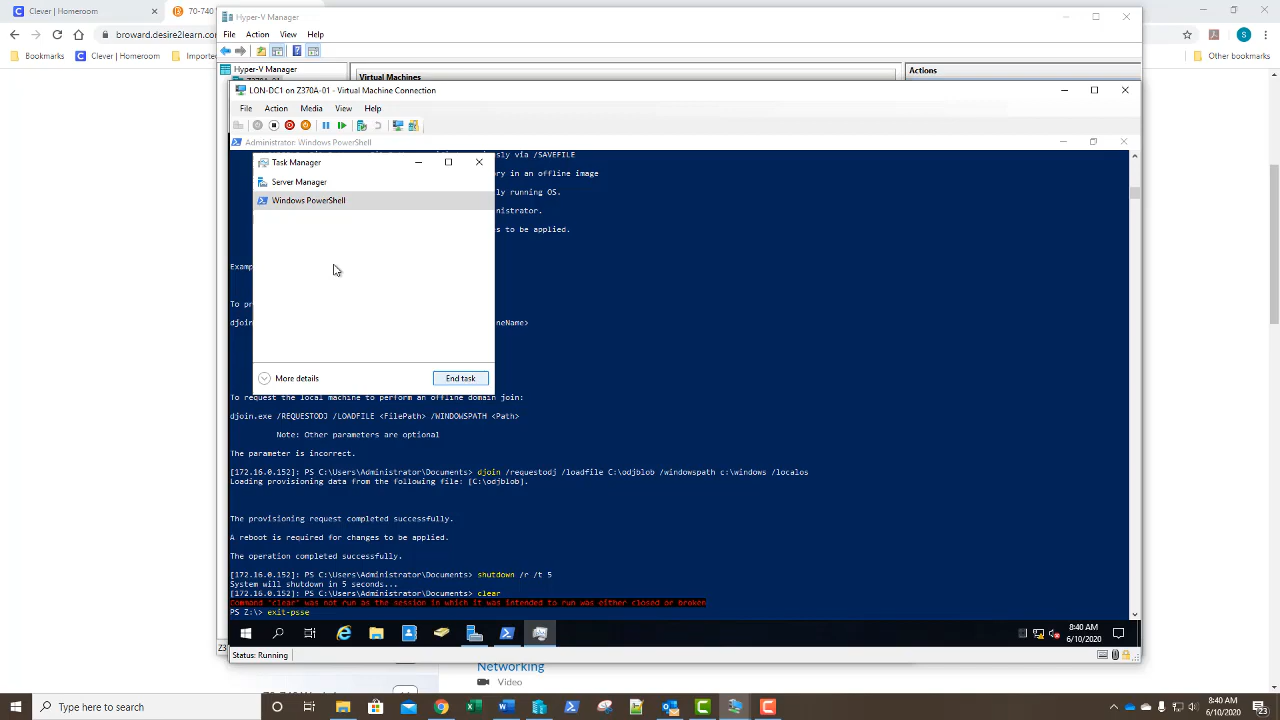 Clever | Homeroom
70-740
Hyper-V Manager
broward.desire2learn.com
File Action View Help
Bookmarks
Clever | Homeroom
Importe
Other bookmarks
Hyper-V Manager
Virtual Machines
Actions
Z370A-01
LON-DC1 on Z370A-01 - Virtual Machine Connection
File Action Media View Help
Administrator: Windows PowerShell
sly via /SAVEFILE
Task Manager
ry in an offline image
Server Manager
ly running OS.
Windows PowerShell
nistrator.
s to be applied.
Examp
To pr
djoin
neName>
More details
End task
To request the local machine to perform an offline domain join:
djoin.exe /REQUESTODJ /LOADFILE <FilePath> /WINDOWSPATH <Path>
Note: Other parameters are optional
The parameter is incorrect.
[172.16.0.152]: PS C:\Users\Administrator\Documents> djoin /requestodj /loadfile C:\odjblob /windowspath c:\windows /localos
Loading provisioning data from the following file: [C:\odjblob].
The provisioning request completed successfully.
A reboot is required for changes to be applied.
The operation completed successfully.
[172.16.0.152]: PS C:\Users\Administrator\Documents> shutdown /r /t 5
System will shutdown in 5 seconds...
[172.16.0.152]: PS C:\Users\Administrator\Documents> clear
Command 'clear' was not run as the session in which it was intended to run was either closed or broken
PS Z:\> exit-psse
8:40 AM
6/10/2020
Status: Running
Networking
Video
Type here to search
8:40 AM
6/10/2020